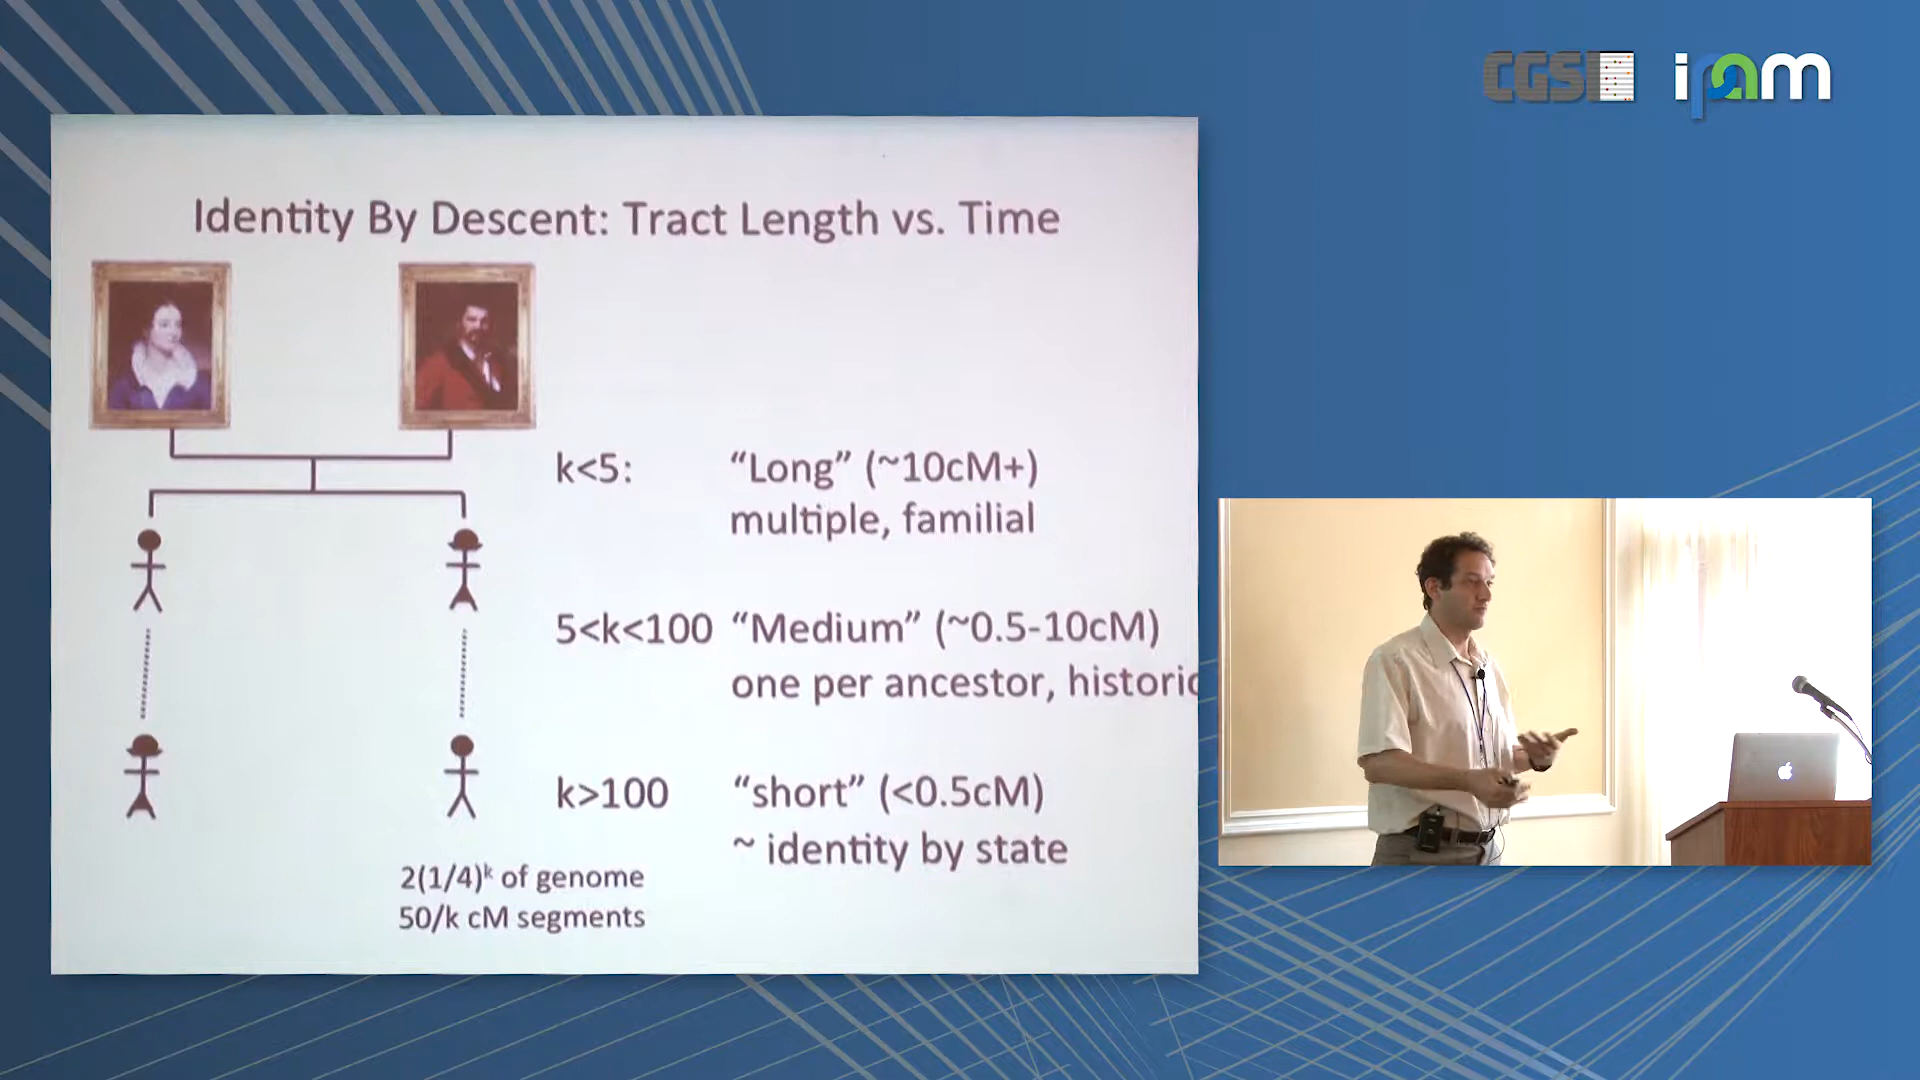 CGSI
ipam
Identity By Descent: Tract Length vs. Time
k<5: “Long” (~10cM+)
multiple, familial
5<k<100 “Medium” (~0.5-10cM)
one per ancestor, historic
k>100 “short” (<0.5cM)
~ identity by state
2(1/4)ᵏ of genome
50/k cM segments